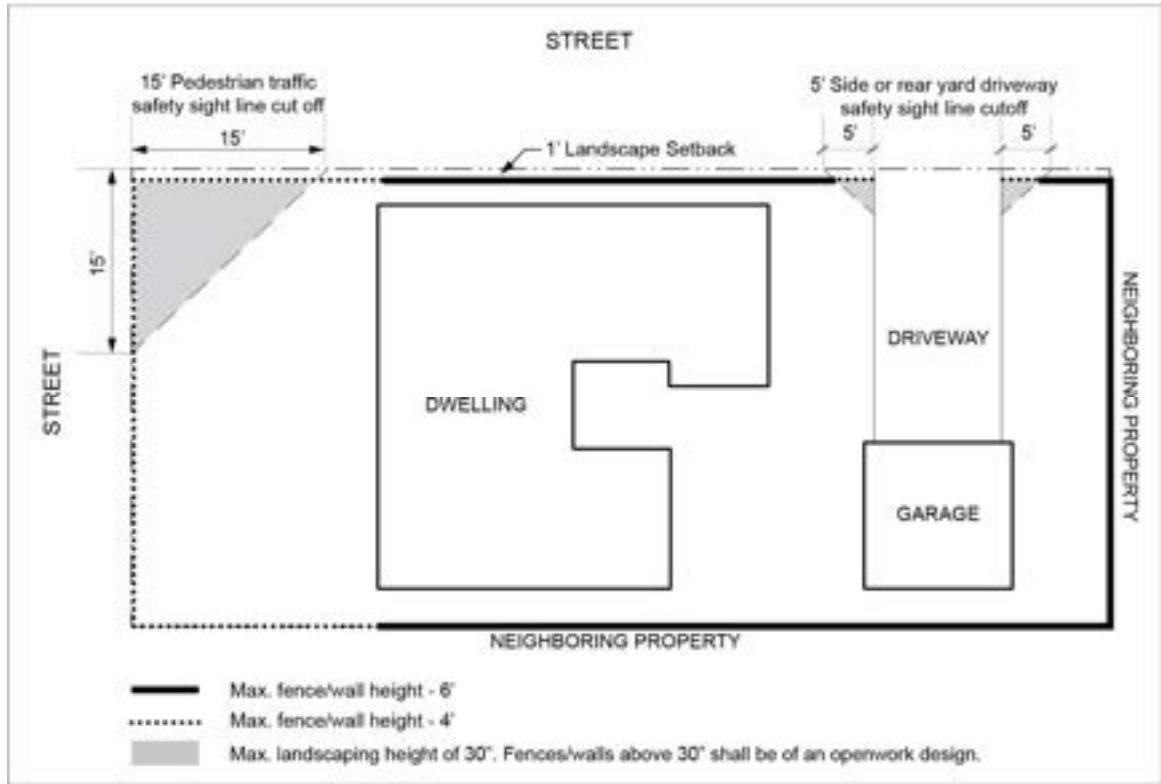 STREET
15' Pedestrian traffic
safety sight line cut off
15'
5' Side or rear yard driveway
safety sight line cutoff
5'
5'
1' Landscape Setback
15'
STREET
DWELLING
DRIVEWAY
GARAGE
NEIGHBORING PROPERTY
NEIGHBORING PROPERTY
Max. fence/wall height - 6'
Max. fence/wall height - 4'
Max. landscaping height of 30". Fences/walls above 30" shall be of an openwork design.